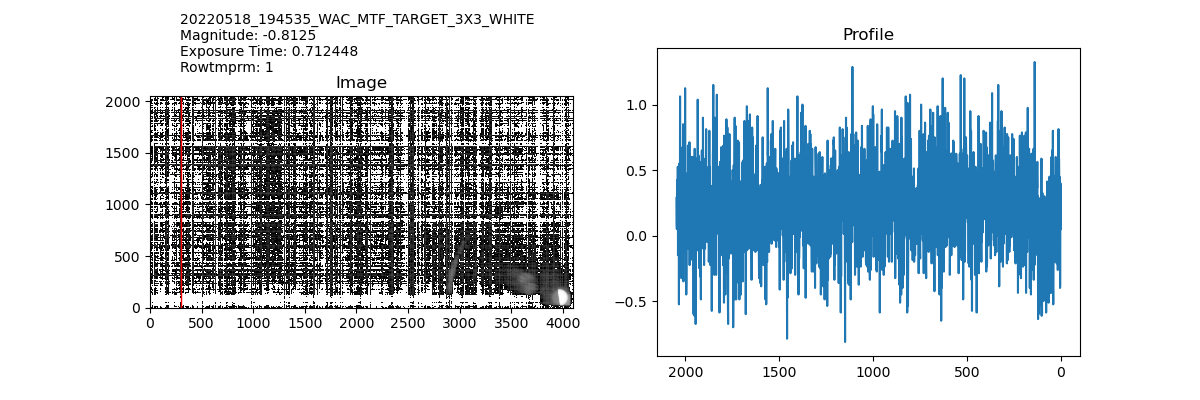 20220518_194535_WAC_MTF_TARGET_3X3_WHITE
Magnitude: -0.8125
Exposure Time: 0.712448
Rowtmprm: 1
Image
2000
1500
1000
500
0
0 500 1000 1500 2000 2500 3000 3500 4000
Profile
1.0
0.5
0.0
−0.5
2000 1500 1000 500 0